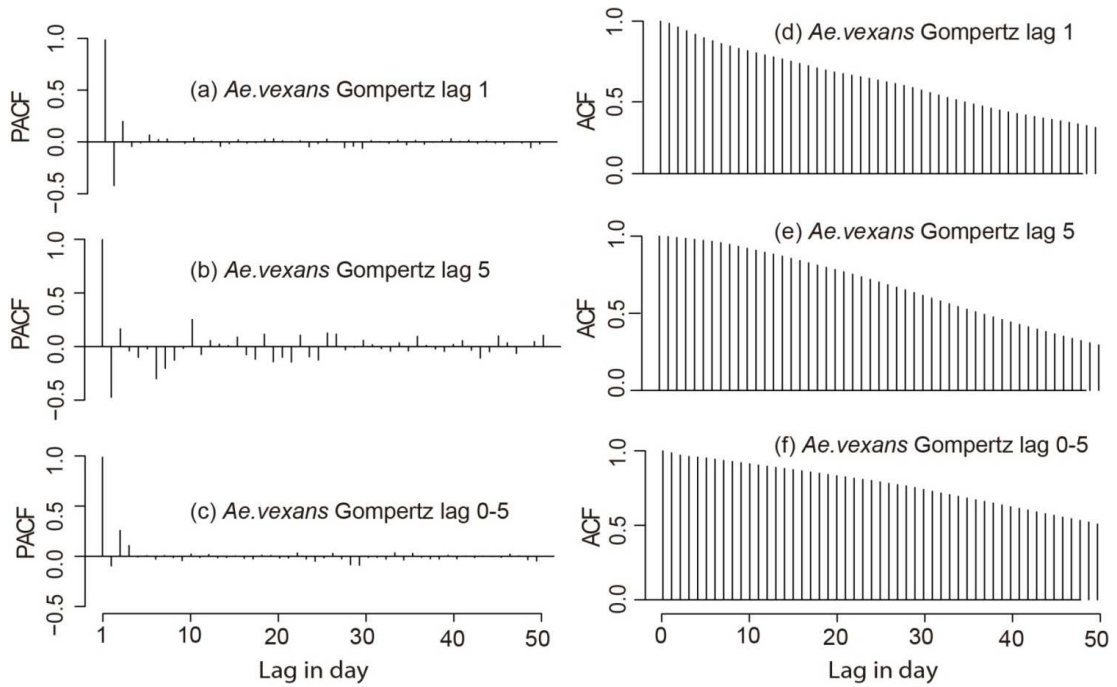 (a) Ae.vexans Gompertz lag 1
PACF
1.0
0.5
0.0
−0.5
(d) Ae.vexans Gompertz lag 1
ACF
1.0
0.5
0.0
(b) Ae.vexans Gompertz lag 5
PACF
1.0
0.5
0.0
−0.5
(e) Ae.vexans Gompertz lag 5
ACF
1.0
0.5
0.0
(c) Ae.vexans Gompertz lag 0-5
PACF
1.0
0.5
0.0
−0.5
(f) Ae.vexans Gompertz lag 0-5
ACF
1.0
0.5
0.0
1 10 20 30 40 50
Lag in day
0 10 20 30 40 50
Lag in day